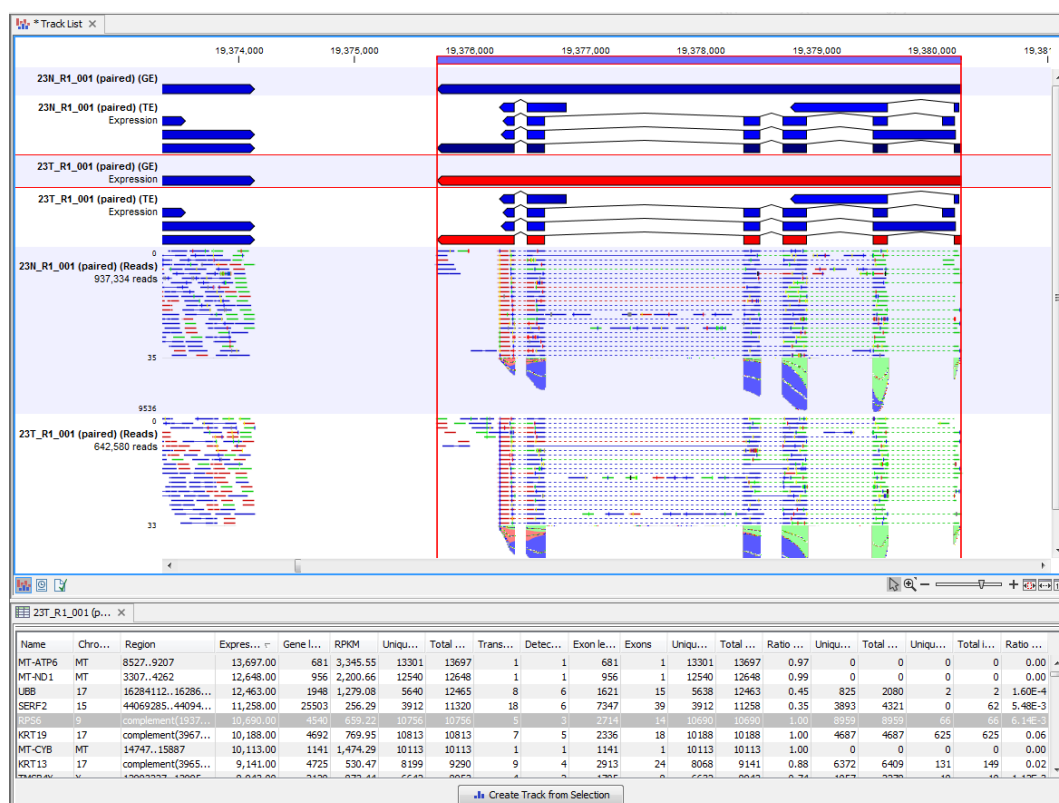 * Track List ×
19,374,000 19,375,000 19,376,000 19,377,000 19,378,000 19,379,000 19,380,000 19,381
23N_R1_001 (paired) (GE)
23N_R1_001 (paired) (TE)
Expression
23T_R1_001 (paired) (GE)
Expression
23T_R1_001 (paired) (TE)
Expression
0
23N_R1_001 (paired) (Reads)
937,334 reads
35
9536
0
23T_R1_001 (paired) (Reads)
642,580 reads
33
23T_R1_001 (p... ×
Name Chro... Region Expres... Gene l... RPKM Uniqu... Total ... Trans... Detec... Exon le... Exons Uniqu... Total ... Ratio ... Uniqu... Total ... Uniqu... Total i... Ratio ...
MT-ATP6 MT 8527..9207 13,697.00 681 3,345.55 13301 13697 1 1 681 1 13301 13697 0.97 0 0 0 0 0.00
MT-ND1 MT 3307..4262 12,648.00 956 2,200.66 12540 12648 1 1 956 1 12540 12648 0.99 0 0 0 0 0.00
UBB 17 16284112..16286... 12,463.00 1948 1,279.08 5640 12465 8 6 1621 15 5638 12463 0.45 825 2080 2 2 1.60E-4
SERF2 15 44069285..44094... 11,258.00 25503 256.29 3912 11320 18 6 7347 39 3912 11258 0.35 3893 4321 0 62 5.48E-3
RPS6 9 complement(1937... 10,690.00 4540 659.22 10756 10756 5 3 2714 14 10690 10690 1.00 8959 8959 66 66 6.14E-3
KRT19 17 complement(3967... 10,188.00 4692 769.95 10813 10813 7 5 2336 18 10188 10188 1.00 4687 4687 625 625 0.06
MT-CYB MT 14747..15887 10,113.00 1141 1,474.29 10113 10113 1 1 1141 1 10113 10113 1.00 0 0 0 0 0.00
KRT13 17 complement(3965... 9,141.00 4725 530.47 8199 9290 9 4 2913 24 8068 9141 0.88 6372 6409 131 149 0.02
Create Track from Selection